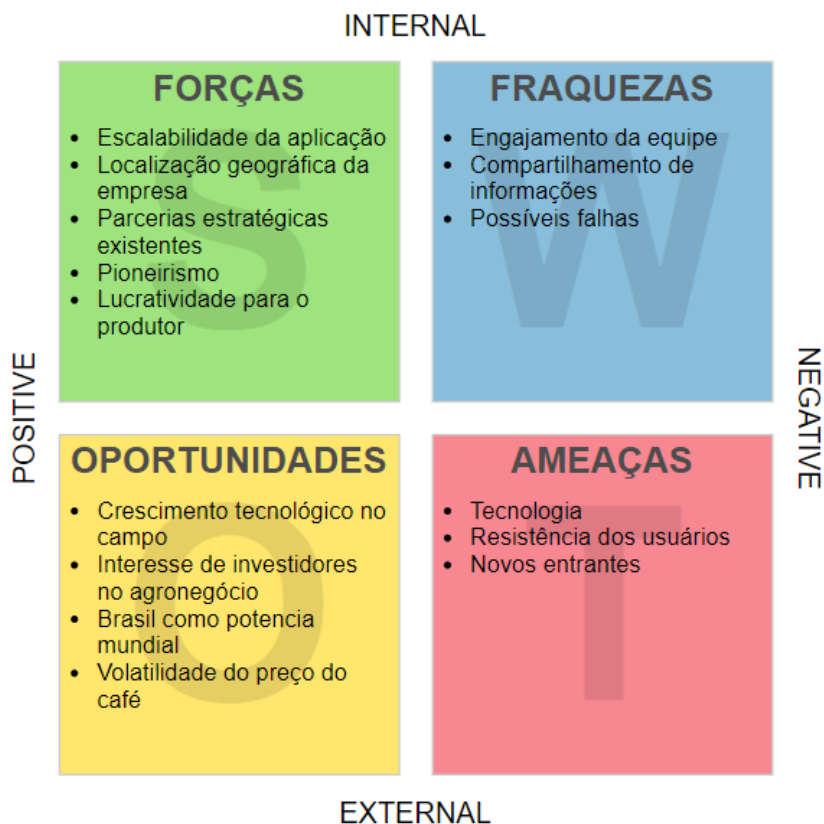 INTERNAL
FORÇAS
• Escalabilidade da aplicação
• Localização geográfica da
empresa
• Parcerias estratégicas
existentes
• Pioneirismo
• Lucratividade para o
produtor
S
FRAQUEZAS
• Engajamento da equipe
• Compartilhamento de
informações
• Possíveis falhas
W
POSITIVE
NEGATIVE
OPORTUNIDADES
• Crescimento tecnológico no
campo
• Interesse de investidores
no agronegócio
• Brasil como potencia
mundial
• Volatilidade do preço do
café
O
AMEAÇAS
• Tecnologia
• Resistência dos usuários
• Novos entrantes
T
EXTERNAL